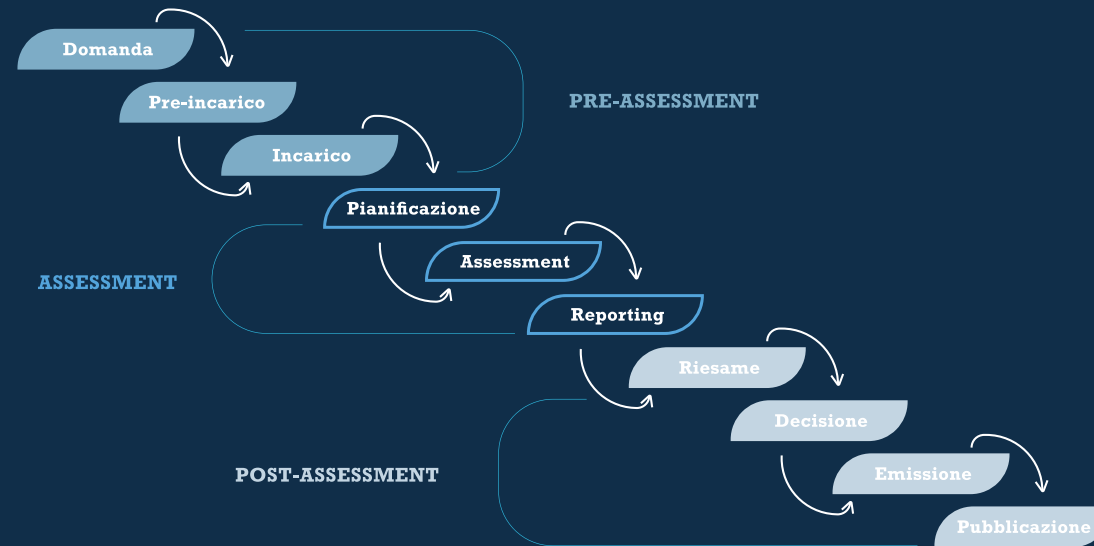 Domanda
Pre-incarico
PRE-ASSESSMENT
Incarico
Pianificazione
Assessment
ASSESSMENT
Reporting
Riesame
Decisione
Emissione
POST-ASSESSMENT
Pubblicazione